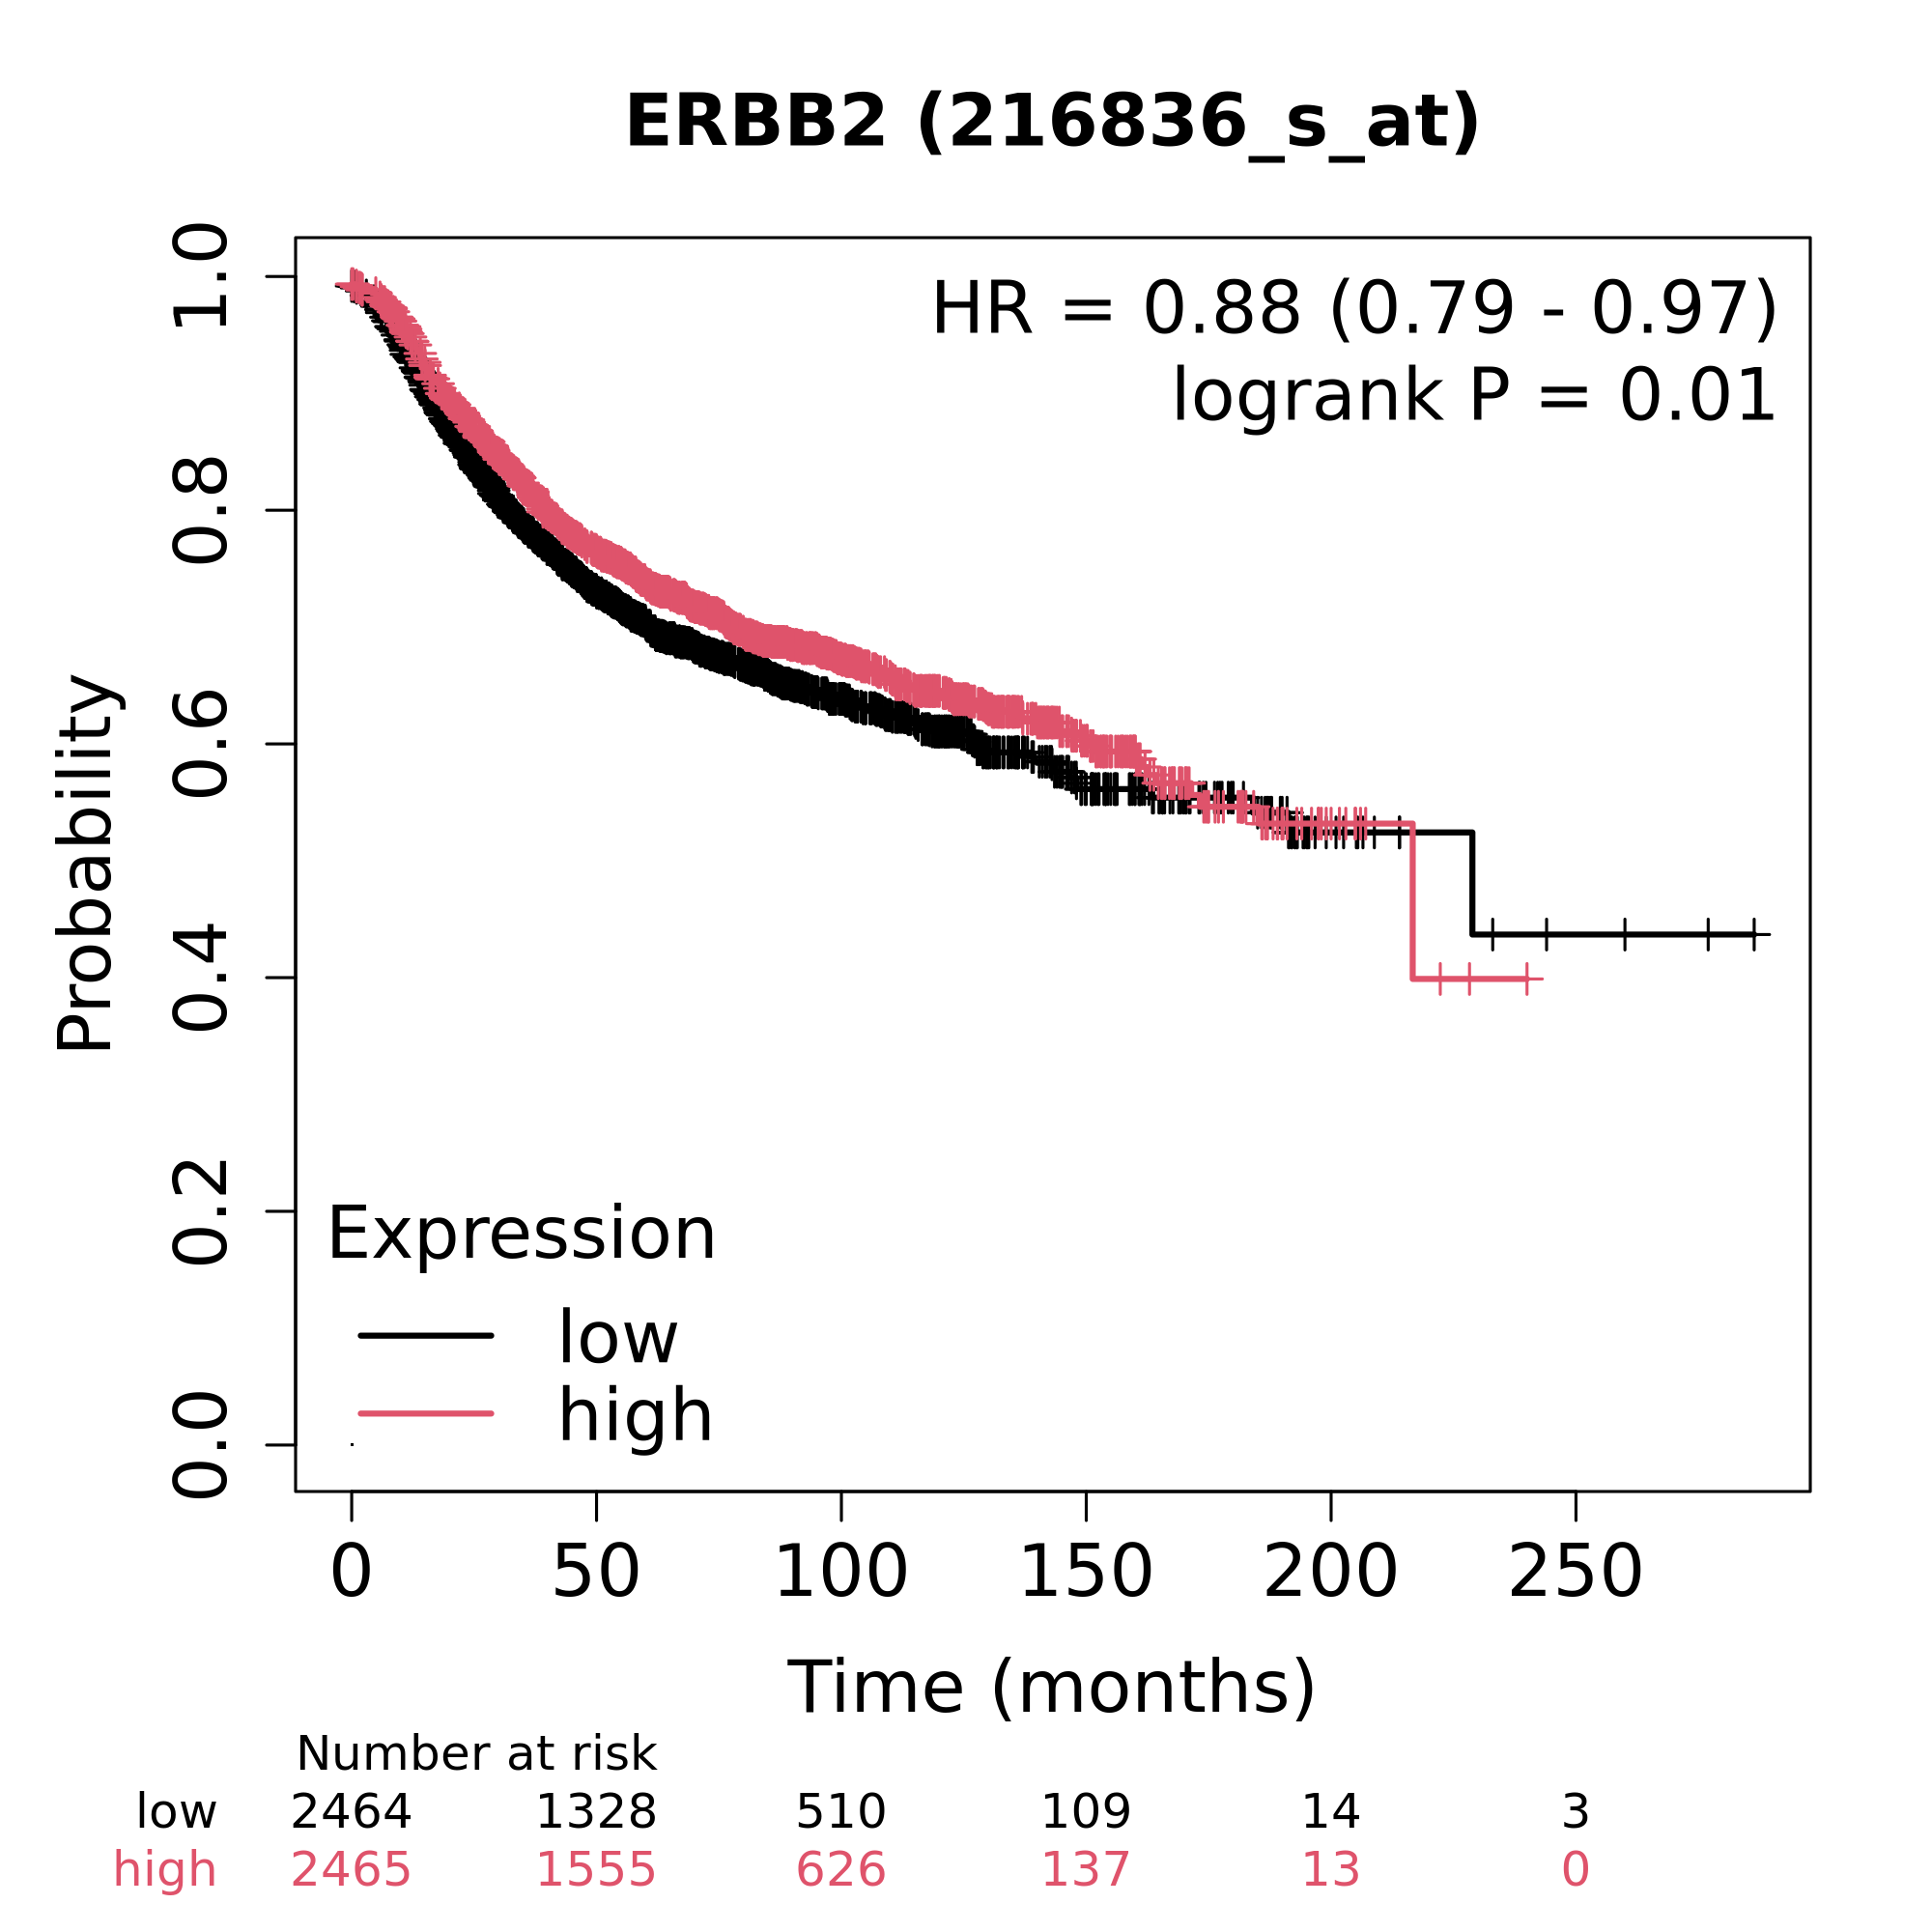 ERBB2 (216836_s_at)
HR = 0.88 (0.79 - 0.97)
logrank P = 0.01
1.0
0.8
0.6
0.4
0.2
0.0
Probability
Expression
low
high
0 50 100 150 200 250
Time (months)
Number at risk
low 2464 1328 510 109 14 3
high 2465 1555 626 137 13 0